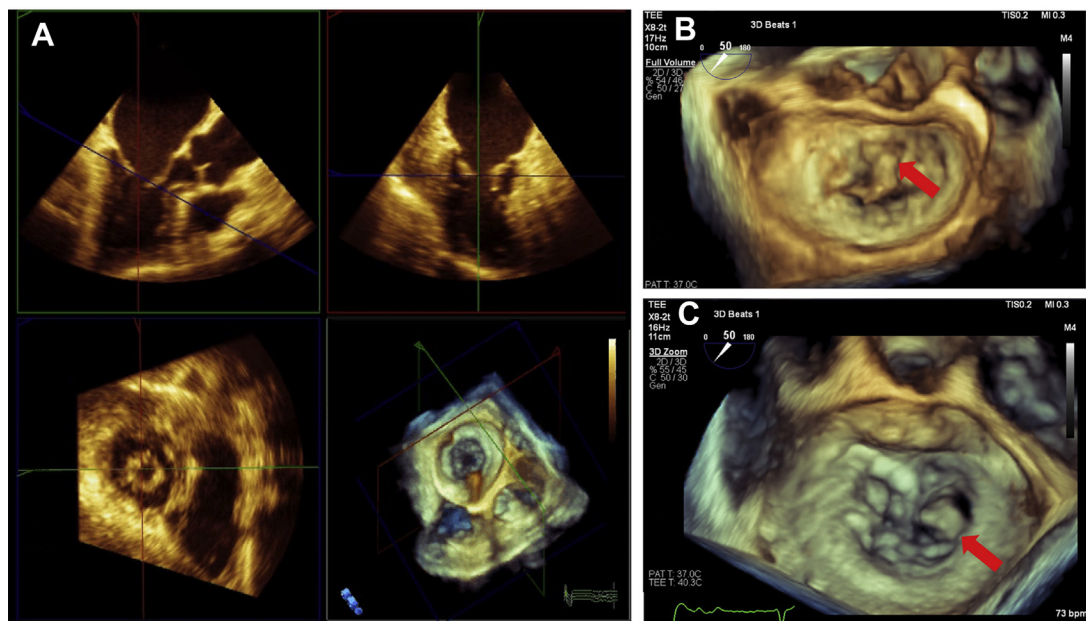 A
TEE
X8-2t
17Hz
10cm
B
3D Beats 1
TIS0.2 MI 0.3
M4
0 50 180
Full Volume
2D / 3D
% 54 / 46
C 50 / 27
Gen
PAT T: 37.0C
TEE
X8-2t
16Hz
11cm
C
3D Beats 1
TIS0.2 MI 0.3
M4
0 50 180
3D Zoom
2D / 3D
% 55 / 45
C 50 / 30
Gen
PAT T: 37.0C
TEE T: 40.3C
73 bpm